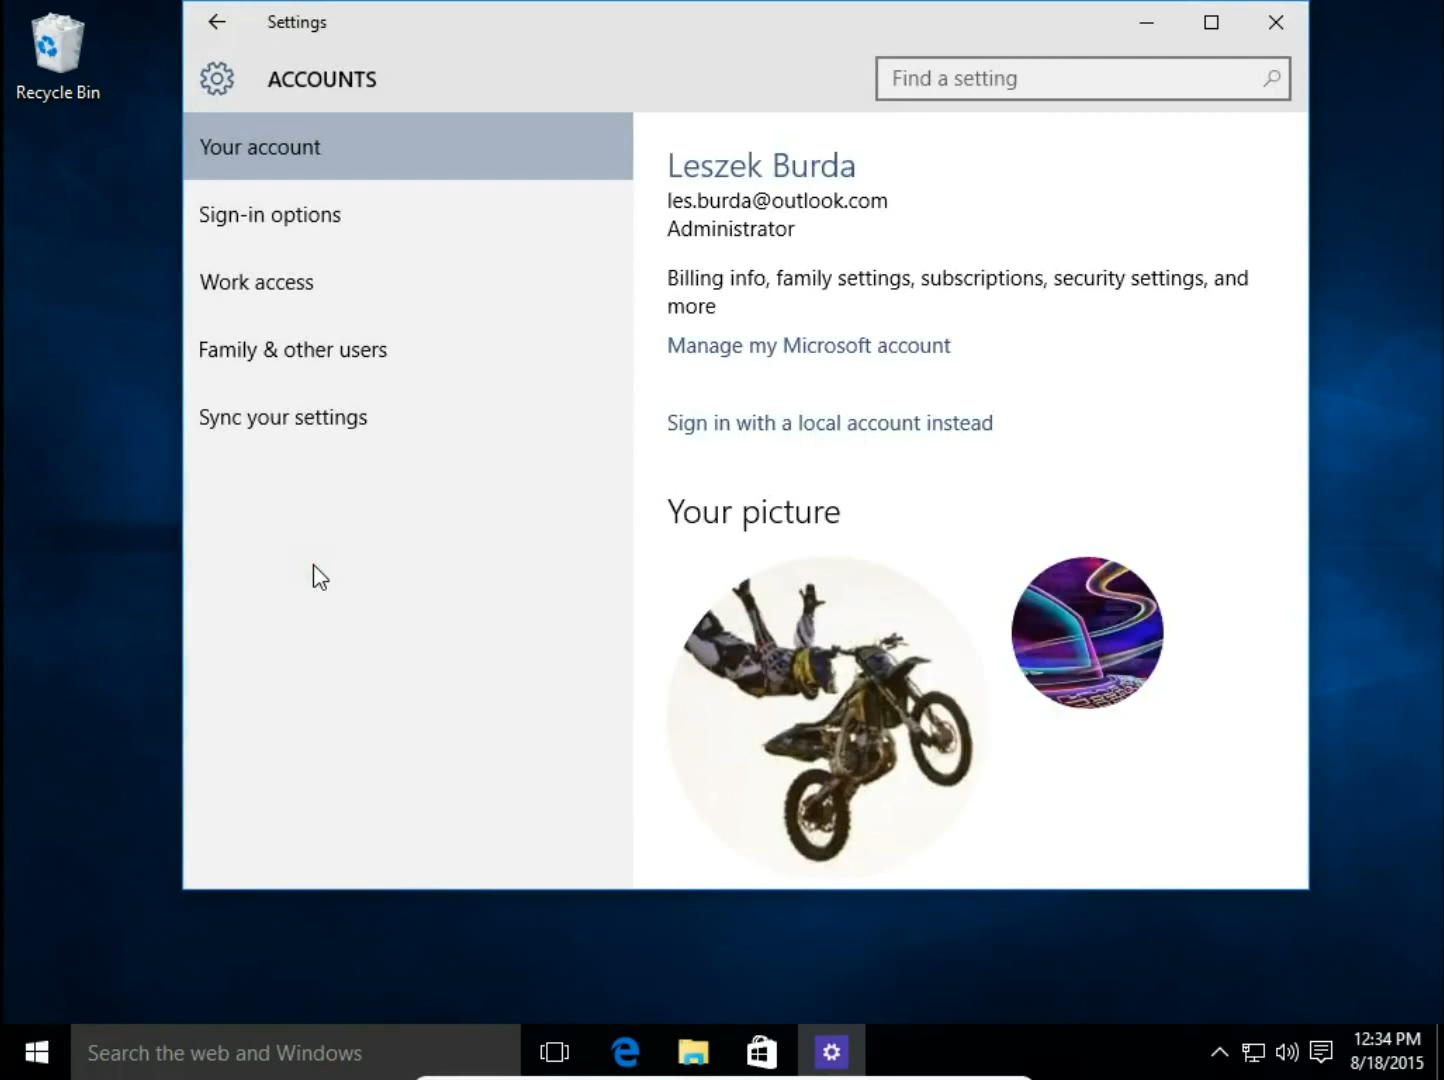 Recycle Bin
Settings
ACCOUNTS
Find a setting
Your account
Sign-in options
Work access
Family & other users
Sync your settings
Leszek Burda
les.burda@outlook.com
Administrator
Billing info, family settings, subscriptions, security settings, and
more
Manage my Microsoft account
Sign in with a local account instead
Your picture
Search the web and Windows
12:34 PM
8/18/2015